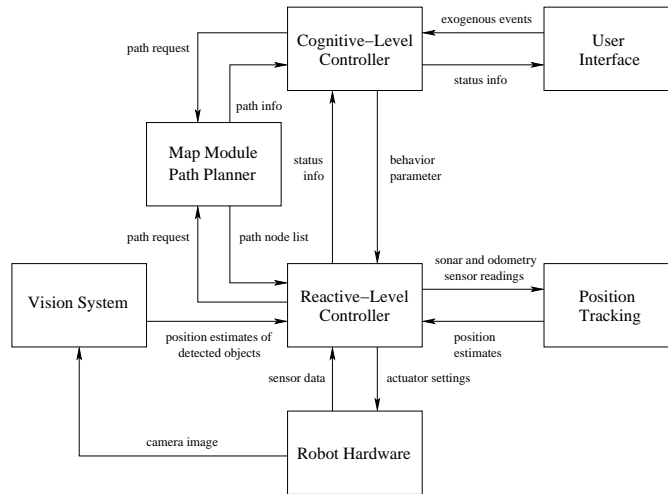 exogenous events
path request
Cognitive−Level
Controller
User
Interface
path info
status info
Map Module
Path Planner
status
info
behavior
parameter
path request
path node list
sonar and odometry
sensor readings
Vision System
Reactive−Level
Controller
Position
Tracking
position estimates of
detected objects
position
estimates
sensor data
actuator settings
camera image
Robot Hardware